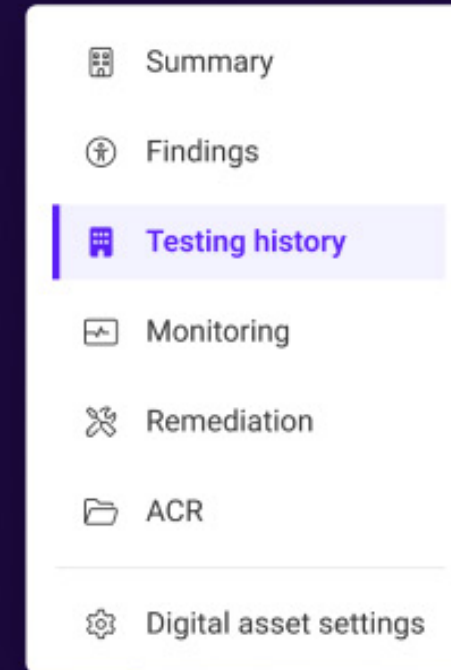 Summary
Findings
Testing history
Monitoring
Remediation
ACR
Digital asset settings